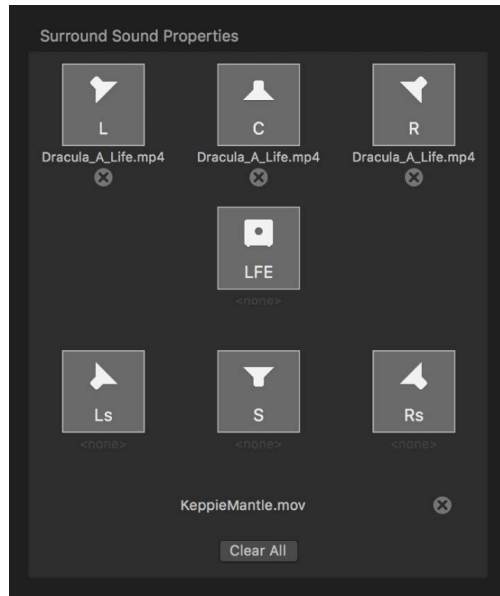 Surround Sound Properties
L C R
Dracula_A_Life.mp4 Dracula_A_Life.mp4 Dracula_A_Life.mp4
LFE
<none>
Ls S Rs
<none> <none> <none>
KeppieMantle.mov
Clear All